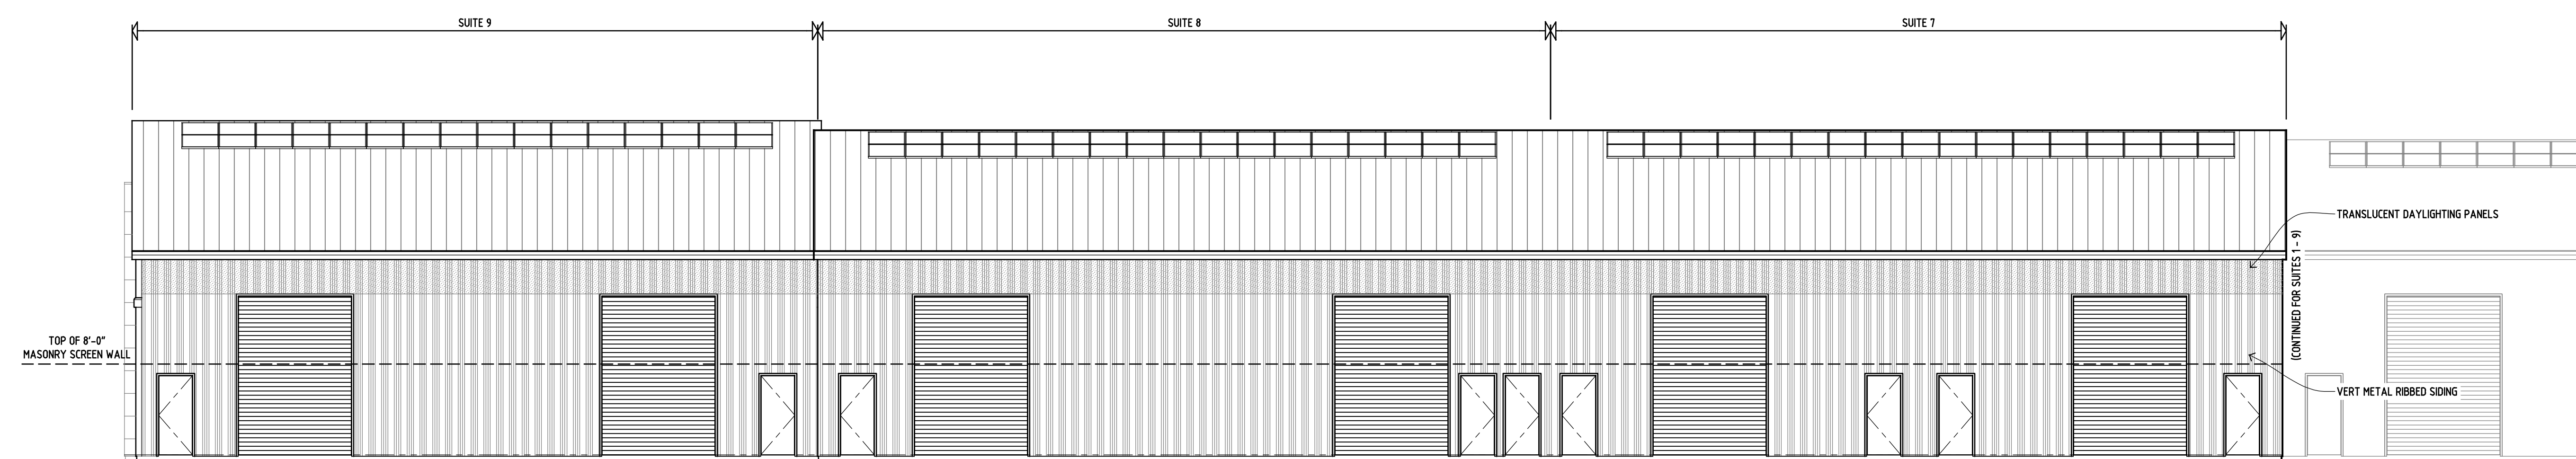 SUITE 9
SUITE 8
SUITE 7
TRANSLUCENT DAYLIGHTING PANELS
(CONTINUED FOR SUITES 1 - 9)
TOP OF 8'-0"
MASONRY SCREEN WALL
VERT METAL RIBBED SIDING